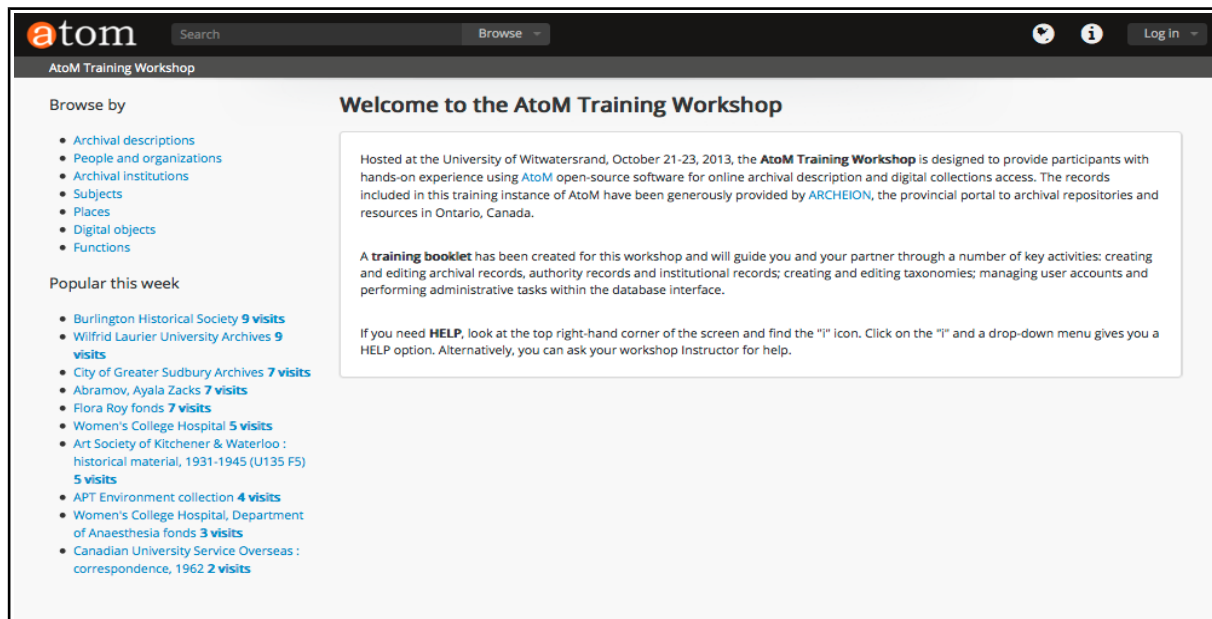 atom
Search
Browse
Log in
AtoM Training Workshop
Browse by
Archival descriptions
People and organizations
Archival institutions
Subjects
Places
Digital objects
Functions
Popular this week
Burlington Historical Society 9 visits
Wilfrid Laurier University Archives 9
visits
City of Greater Sudbury Archives 7 visits
Abramov, Ayala Zacks 7 visits
Flora Roy fonds 7 visits
Women's College Hospital 5 visits
Art Society of Kitchener & Waterloo :
historical material, 1931-1945 (U135 F5)
5 visits
APT Environment collection 4 visits
Women's College Hospital, Department
of Anaesthesia fonds 3 visits
Canadian University Service Overseas :
correspondence, 1962 2 visits
Welcome to the AtoM Training Workshop
Hosted at the University of Witwatersrand, October 21-23, 2013, the AtoM Training Workshop is designed to provide participants with
hands-on experience using AtoM open-source software for online archival description and digital collections access. The records
included in this training instance of AtoM have been generously provided by ARCHEION, the provincial portal to archival repositories and
resources in Ontario, Canada.
A training booklet has been created for this workshop and will guide you and your partner through a number of key activities: creating
and editing archival records, authority records and institutional records; creating and editing taxonomies; managing user accounts and
performing administrative tasks within the database interface.
If you need HELP, look at the top right-hand corner of the screen and find the "i" icon. Click on the "i" and a drop-down menu gives you a
HELP option. Alternatively, you can ask your workshop Instructor for help.